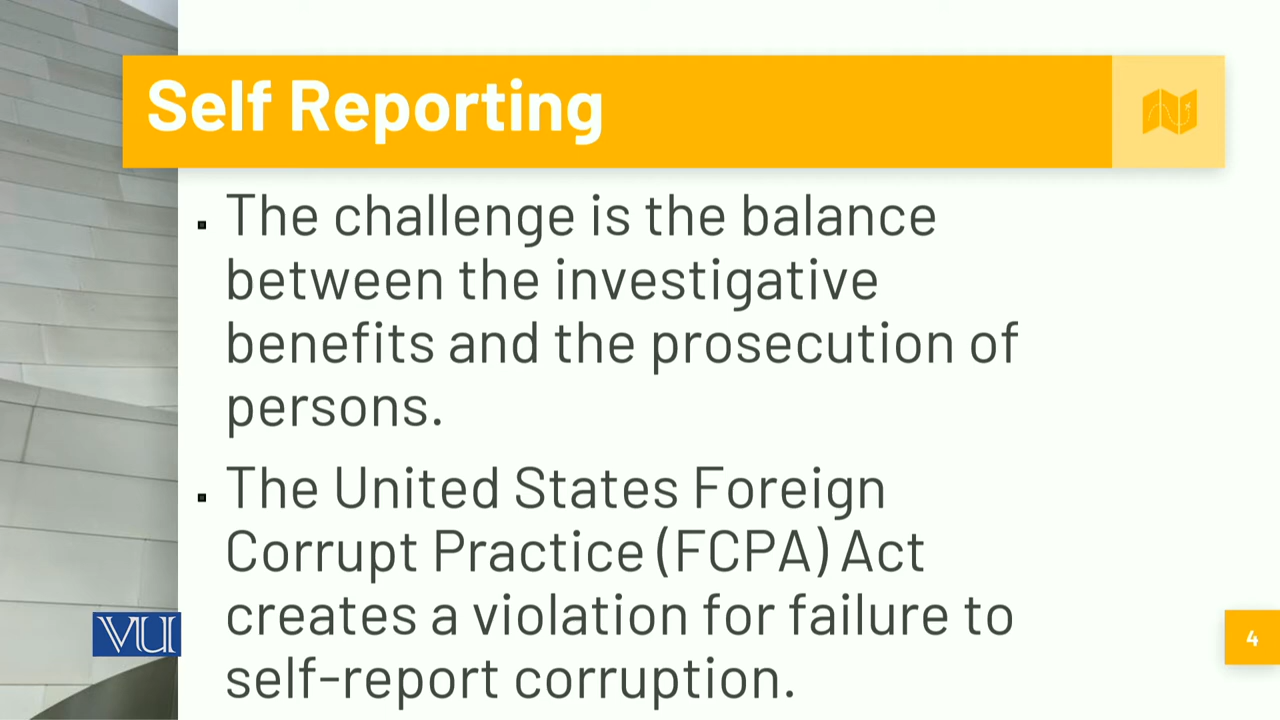 Self Reporting
▪ The challenge is the balance
between the investigative
benefits and the prosecution of
persons.
▪ The United States Foreign
Corrupt Practice (FCPA) Act
creates a violation for failure to
self-report corruption.
VU
4